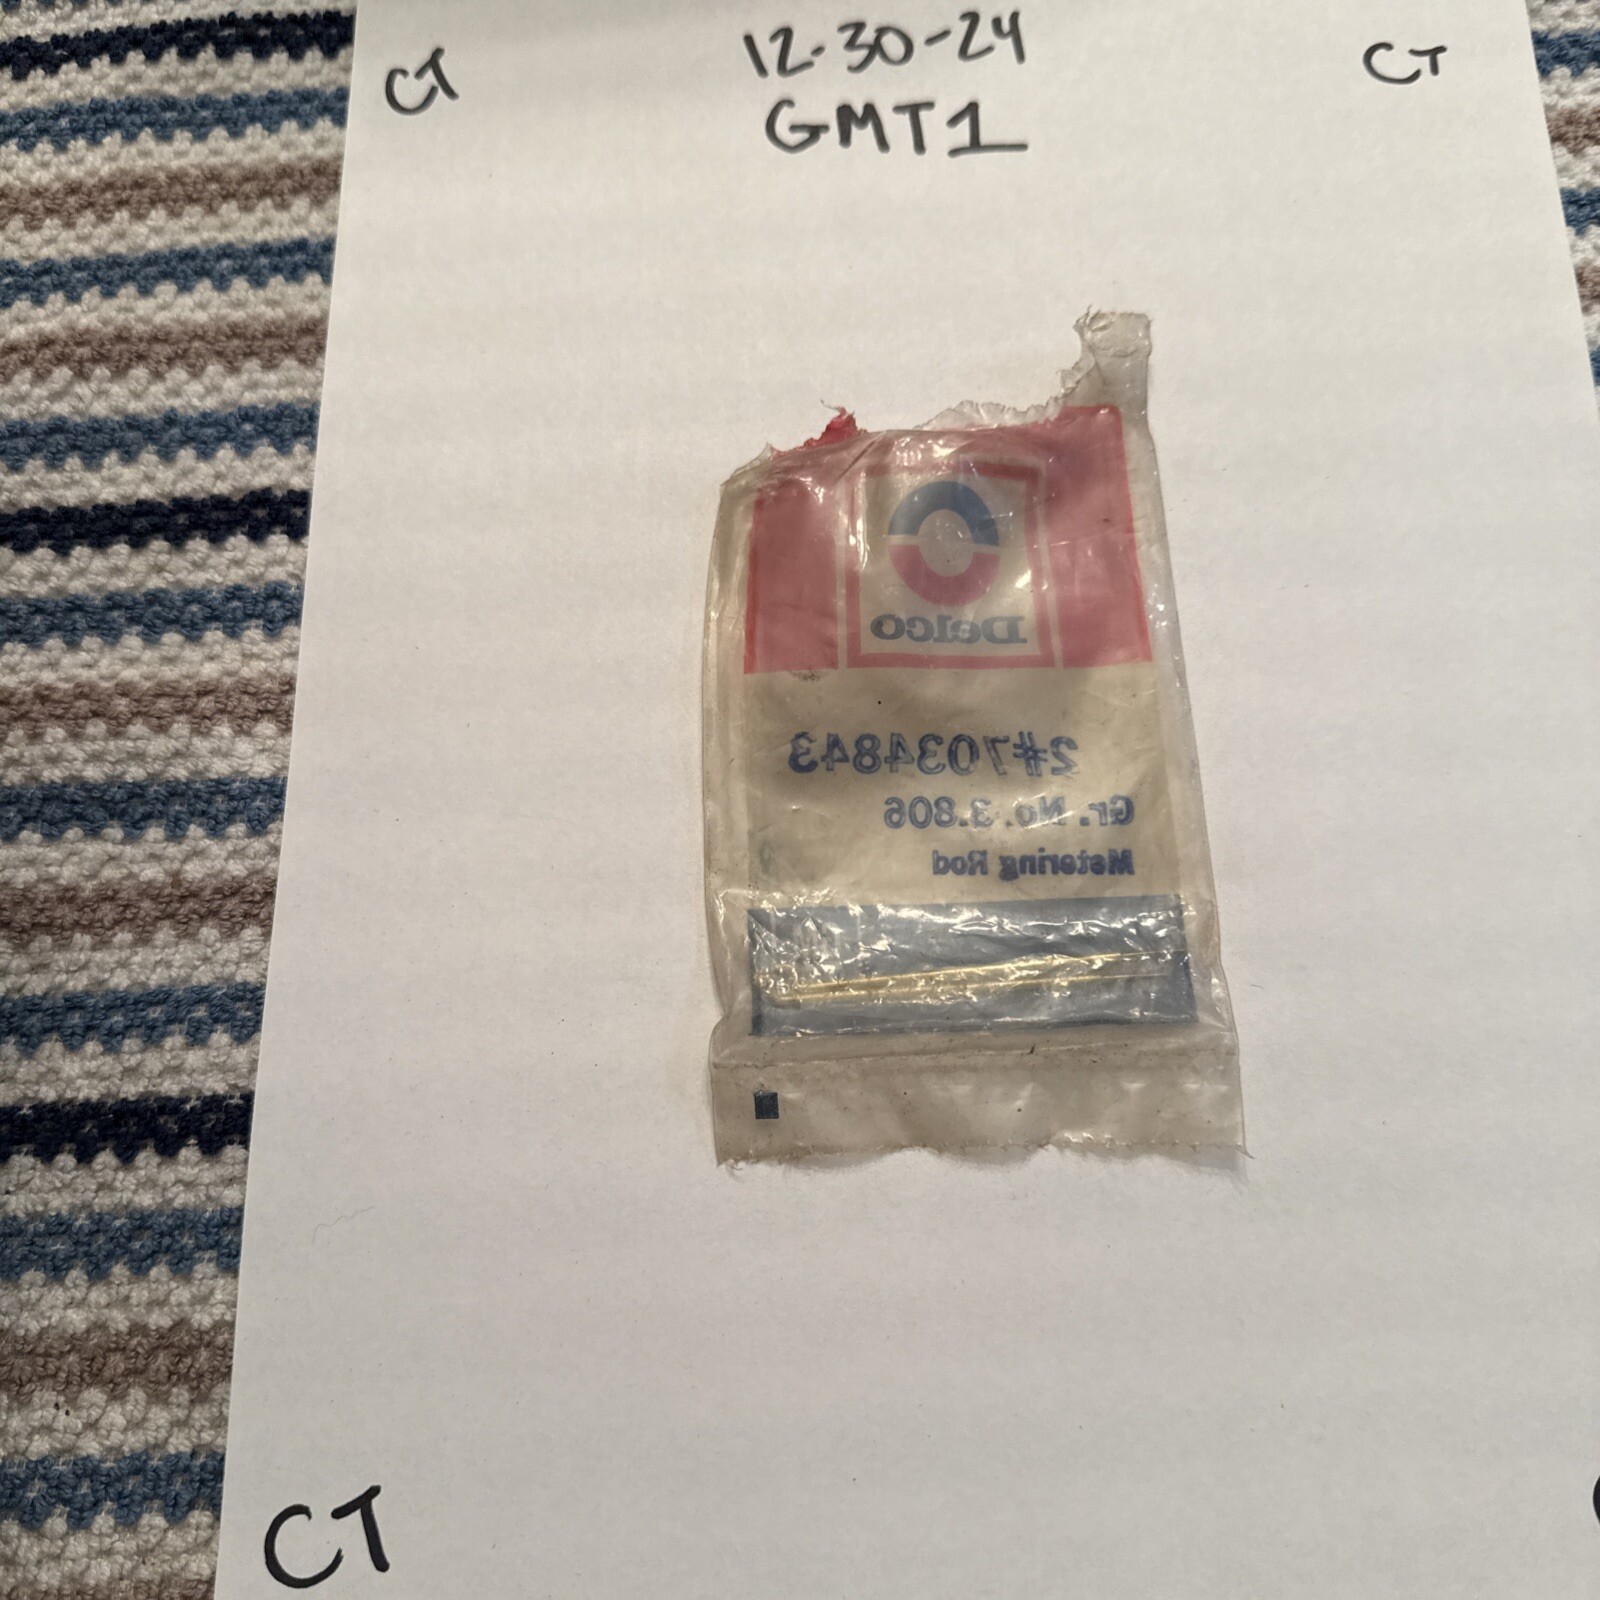 CT
12-30-24
CT
GMT1
Delco
2#7034843
Gr. No. 3.806
Metering Rod
CT